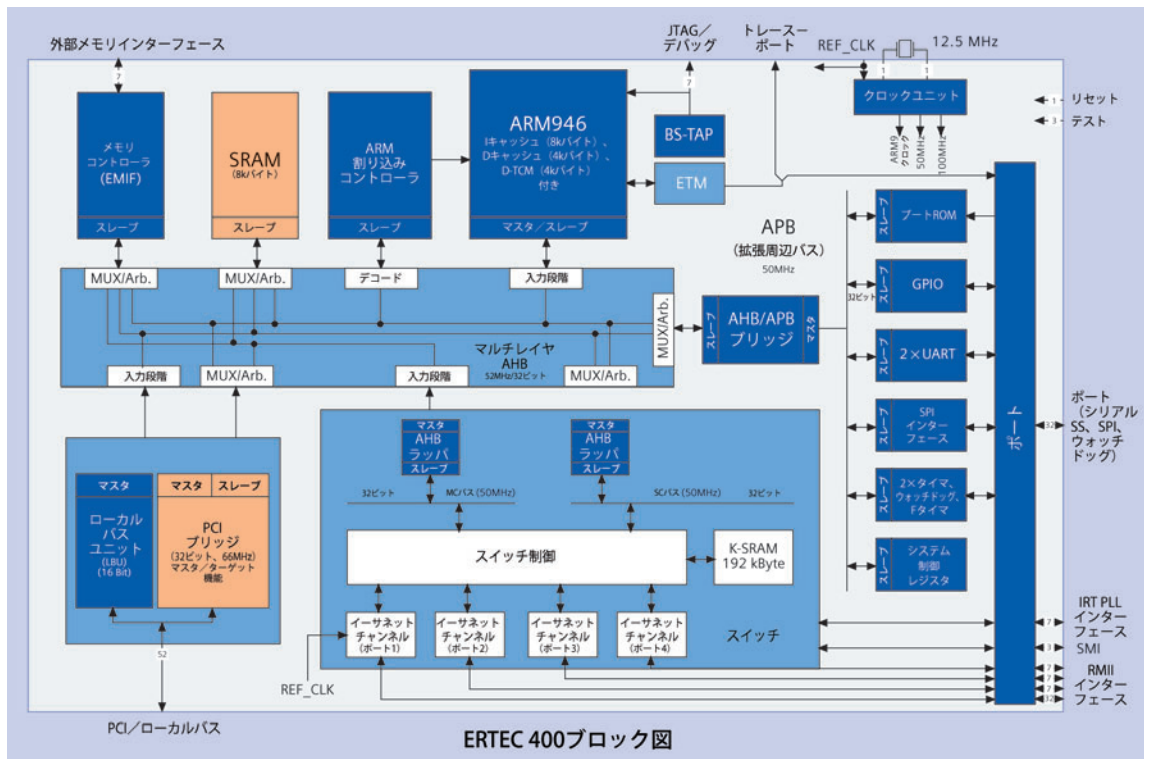 外部メモリインターフェース
JTAG／
デバッグ
トレース－
ポート
REF_CLK
12.5 MHz
7
7
1
1
クロックユニット
ARM9
クロック
50MHz
100MHz
1
リセット
3
テスト
メモリ
コントローラ
(EMIF)
スレーブ
SRAM
(8kバイト)
スレーブ
ARM
割り込み
コントローラ
スレーブ
ARM946
Iキャッシュ（8kバイト）、
Dキャッシュ（4kバイト）、
D-TCM（4kバイト）
付き
マスタ／スレーブ
BS-TAP
ETM
MUX/Arb.
MUX/Arb.
デコード
入力段階
MUX/Arb.
マルチレイヤ
AHB
52MHz/32ビット
入力段階
MUX/Arb.
入力段階
MUX/Arb.
スレーブ
AHB/APB
ブリッジ
マスタ
APB
（拡張周辺バス）
50MHz
32ビット
スレーブ
ブートROM
スレーブ
GPIO
スレーブ
2×UART
スレーブ
SPI
インター
フェース
スレーブ
2×タイマ、
ウォッチドッグ、
Fタイマ
スレーブ
システム
制御
レジスタ
ポート
32
ポート
（シリアル
SS、SPI、
ウォッチ
ドッグ）
マスタ
ローカル
バス
ユニット
(LBU)
(16 Bit)
マスタ
スレーブ
PCI
ブリッジ
(32ビット、66MHz)
マスタ／ターゲット
機能
52
PCI／ローカルバス
マスタ
AHB
ラッパ
スレーブ
マスタ
AHB
ラッパ
スレーブ
32ビット
MCバス (50MHz)
SCバス (50MHz)
32ビット
スイッチ制御
K-SRAM
192 kByte
イーサネット
チャンネル
(ポート1)
イーサネット
チャンネル
(ポート2)
イーサネット
チャンネル
(ポート3)
イーサネット
チャンネル
(ポート4)
スイッチ
REF_CLK
7
IRT PLL
インター
フェース
3
SMI
7
7
7
32
RMII
インター
フェース
ERTEC 400ブロック図